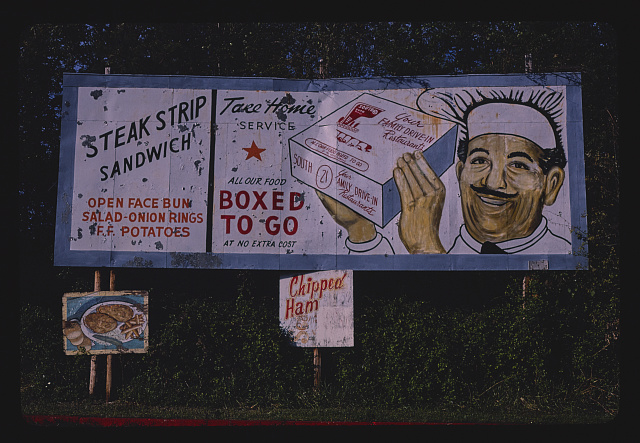 STEAK STRIP
SANDWICH
OPEN FACE BUN
SALAD-ONION RINGS
F.F. POTATOES
Take Home
SERVICE
ALL OUR FOOD
BOXED
TO GO
AT NO EXTRA COST
Your
FAMILY DRIVE-IN
Restaurant
SOUTH
21
Your
FAMILY DRIVE-IN
Restaurants
Chipped
Ham